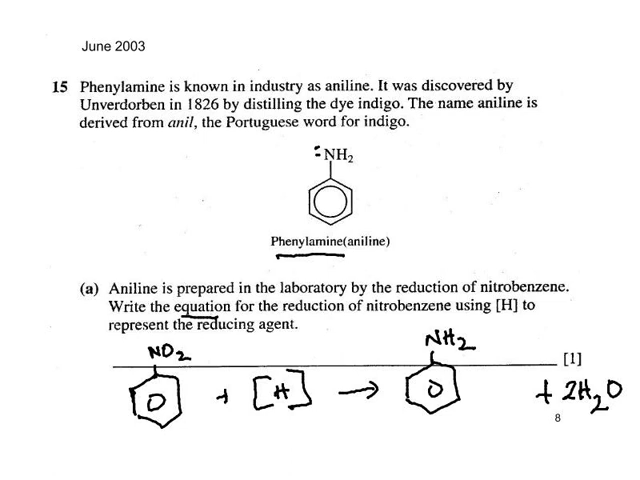 June 2003
15 Phenylamine is known in industry as aniline. It was discovered by
Unverdorben in 1826 by distilling the dye indigo. The name aniline is
derived from anil, the Portuguese word for indigo.
:NH₂
Phenylamine(aniline)
(a) Aniline is prepared in the laboratory by the reduction of nitrobenzene.
Write the equation for the reduction of nitrobenzene using [H] to
represent the reducing agent.
NO₂ NH₂
[1]
+ [H] → + 2H₂O
8